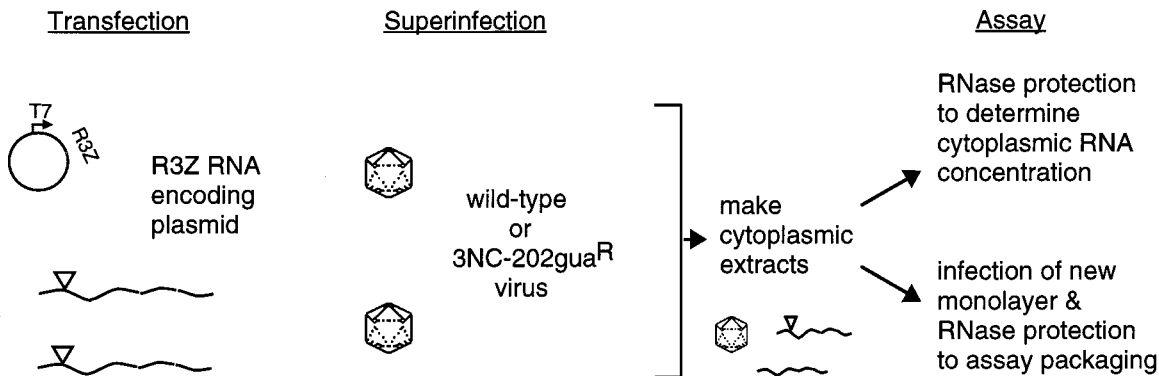 Transfection
Superinfection
Assay
T7
R3Z
R3Z RNA
encoding
plasmid
wild-type
or
3NC-202guaR
virus
make
cytoplasmic
extracts
RNase protection
to determine
cytoplasmic RNA
concentration
infection of new
monolayer &
RNase protection
to assay packaging